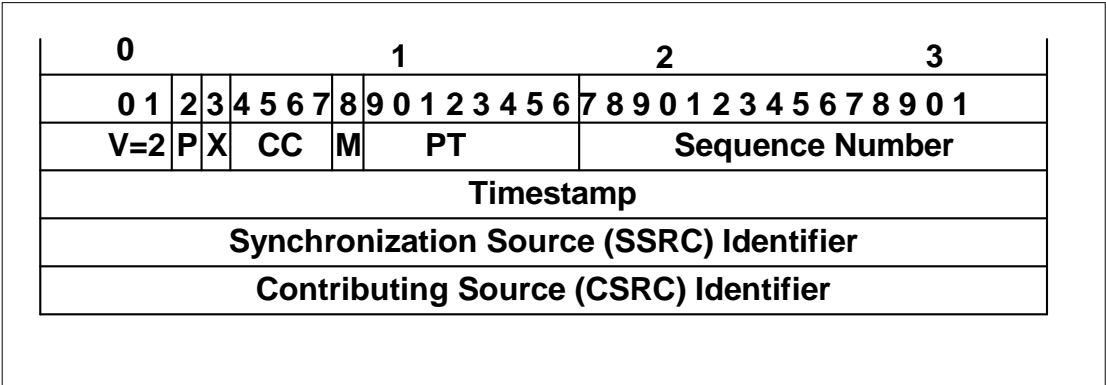 0 1 2 3
0 1 2 3 4 5 6 7 8 9 0 1 2 3 4 5 6 7 8 9 0 1 2 3 4 5 6 7 8 9 0 1
V=2 P X CC M PT Sequence Number
Timestamp
Synchronization Source (SSRC) Identifier
Contributing Source (CSRC) Identifier